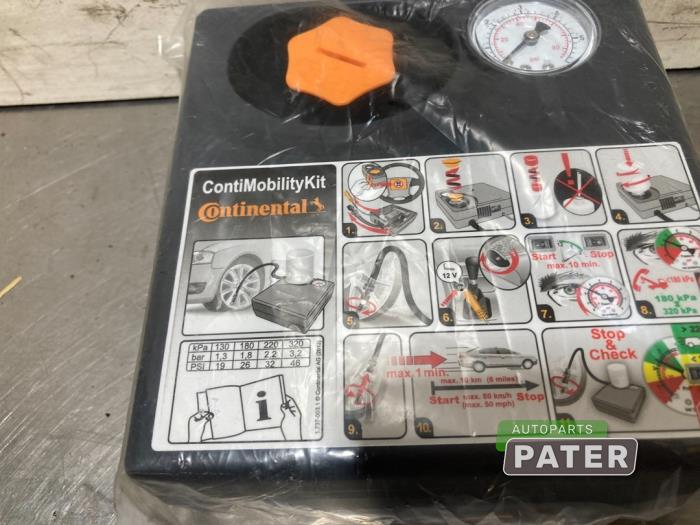 ContiMobilityKit
Continental
kPa 130 180 220 320
bar 1,3 1,8 2,2 3,2
PSI 19 26 32 46
i
1.
2.
3.
4.
5.
6.
12 V
7.
Start Stop
max. 10 min.
8.
<180 kPa
180 kPa
320 kPa
9.
max. 1 min.
10.
max. 10 km (6 miles)
Start max. 80 km/h Stop
(max. 50 mph)
Stop
&
Check
AUTOPARTS
PATER